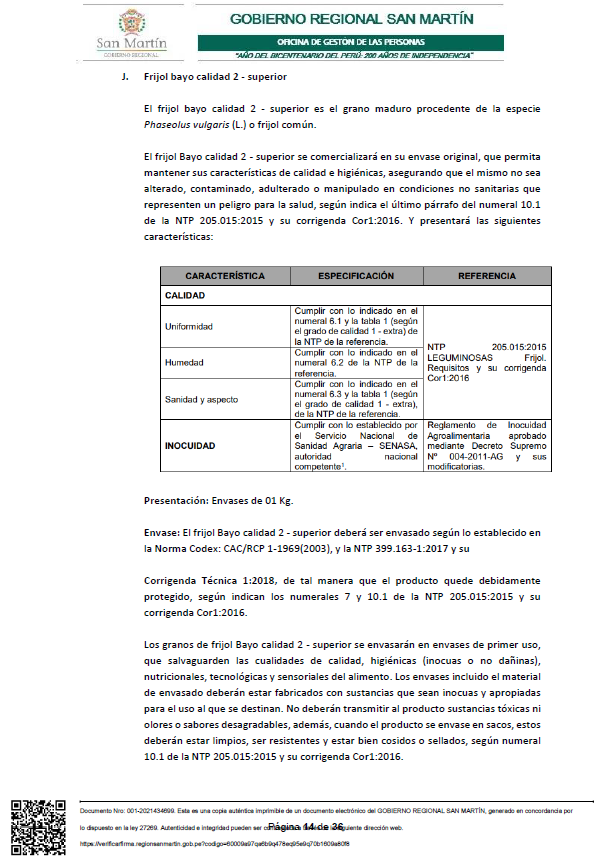 San Martín
GOBIERNO REGIONAL
GOBIERNO REGIONAL SAN MARTÍN
OFICINA DE GESTIÓN DE LAS PERSONAS
"AÑO DEL BICENTENARIO DEL PERÚ: 200 AÑOS DE INDEPENDENCIA"
J. Frijol bayo calidad 2 - superior
El frijol bayo calidad 2 - superior es el grano maduro procedente de la especie
Phaseolus vulgaris (L.) o frijol común.
El frijol Bayo calidad 2 - superior se comercializará en su envase original, que permita
mantener sus características de calidad e higiénicas, asegurando que el mismo no sea
alterado, contaminado, adulterado o manipulado en condiciones no sanitarias que
representen un peligro para la salud, según indica el último párrafo del numeral 10.1
de la NTP 205.015:2015 y su corrigenda Cor1:2016. Y presentará las siguientes
características:
CARACTERÍSTICA ESPECIFICACIÓN REFERENCIA
CALIDAD
Uniformidad
Cumplir con lo indicado en el
numeral 6.1 y la tabla 1 (según
el grado de calidad 1 - extra) de
la NTP de la referencia.
Humedad
Cumplir con lo indicado en el
numeral 6.2 de la NTP de la
referencia.
Sanidad y aspecto
Cumplir con lo indicado en el
numeral 6.3 y la tabla 1 (según
el grado de calidad 1 - extra),
de la NTP de la referencia.
NTP 205.015:2015
LEGUMINOSAS Frijol.
Requisitos y su corrigenda
Cor1:2016
INOCUIDAD
Cumplir con lo establecido por
el Servicio Nacional de
Sanidad Agraria – SENASA,
autoridad nacional
competente¹.
Reglamento de Inocuidad
Agroalimentaria aprobado
mediante Decreto Supremo
Nº 004-2011-AG y sus
modificatorias.
Presentación: Envases de 01 Kg.
Envase: El frijol Bayo calidad 2 - superior deberá ser envasado según lo establecido en
la Norma Codex: CAC/RCP 1-1969(2003), y la NTP 399.163-1:2017 y su
Corrigenda Técnica 1:2018, de tal manera que el producto quede debidamente
protegido, según indican los numerales 7 y 10.1 de la NTP 205.015:2015 y su
corrigenda Cor1:2016.
Los granos de frijol Bayo calidad 2 - superior se envasarán en envases de primer uso,
que salvaguarden las cualidades de calidad, higiénicas (inocuas o no dañinas),
nutricionales, tecnológicas y sensoriales del alimento. Los envases incluido el material
de envasado deberán estar fabricados con sustancias que sean inocuas y apropiadas
para el uso al que se destinan. No deberán transmitir al producto sustancias tóxicas ni
olores o sabores desagradables, además, cuando el producto se envase en sacos, estos
deberán estar limpios, ser resistentes y estar bien cosidos o sellados, según numeral
10.1 de la NTP 205.015:2015 y su corrigenda Cor1:2016.
Documento Nro: 001-2021434699. Esta es una copia auténtica imprimible de un documento electrónico del GOBIERNO REGIONAL SAN MARTÍN, generado en concordancia por
lo dispuesto en la ley 27269. Autenticidad e integridad pueden ser siguiente dirección web.
Página 14 de 36
https://verificarfirma.regionsanmartin.gob.pe?codigo=60009a97qa6b9q478eq95e9q70b1609a80f8